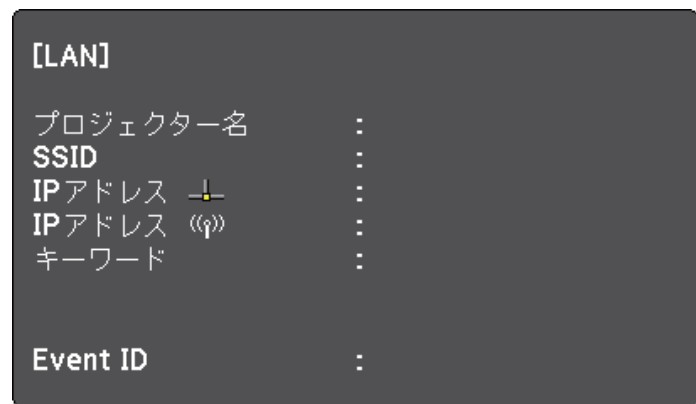 [LAN]
プロジェクター名 :
SSID :
IPアドレス :
IPアドレス :
キーワード :
Event ID :